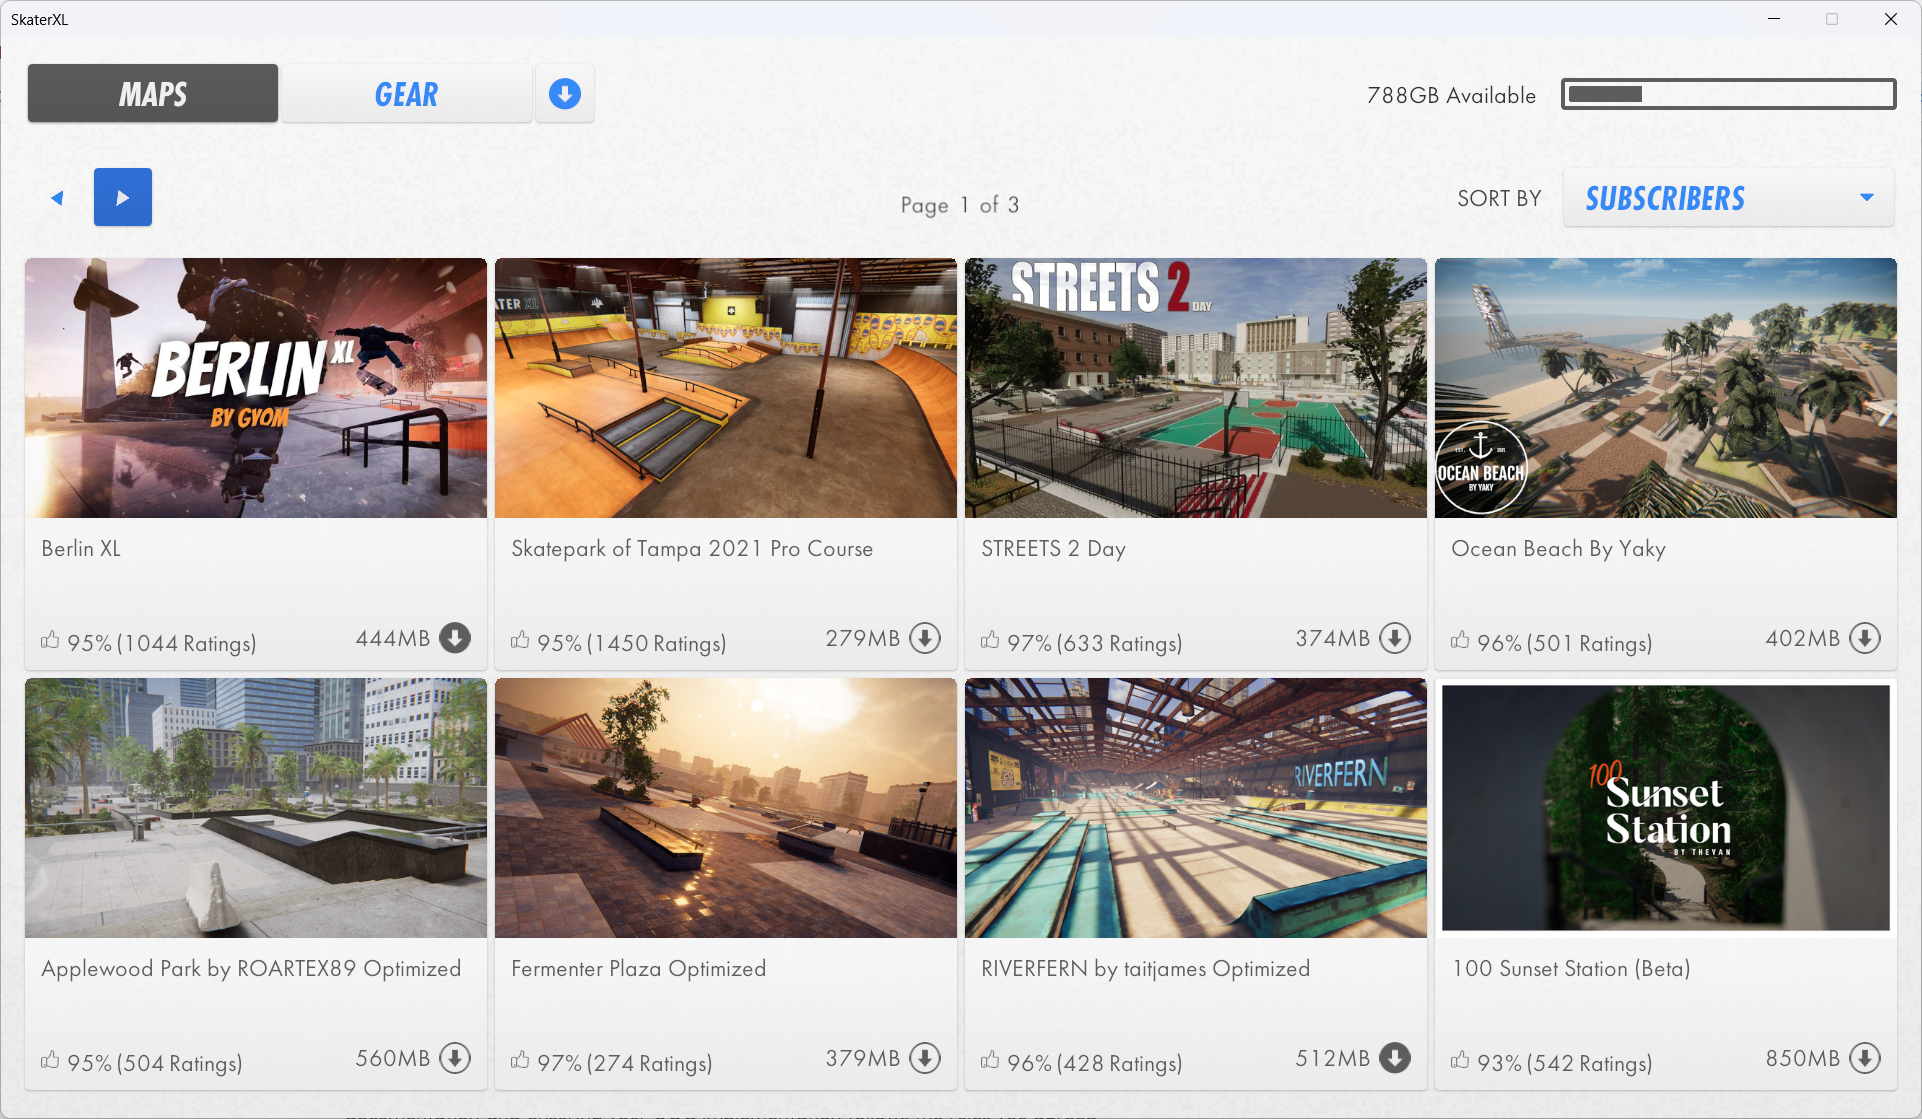 SkaterXL
MAPS
GEAR
788GB Available
Page 1 of 3
SORT BY
SUBSCRIBERS
BERLIN XL
BY GYOM
Berlin XL
95% (1044 Ratings)
444MB
ATER XL
Skatepark of Tampa 2021 Pro Course
95% (1450 Ratings)
279MB
STREETS 2 DAY
STREETS 2 Day
97% (633 Ratings)
374MB
EST.
OCEAN BEACH
BY YAKY
Ocean Beach By Yaky
96% (501 Ratings)
402MB
Applewood Park by ROARTEX89 Optimized
95% (504 Ratings)
560MB
Fermenter Plaza Optimized
97% (274 Ratings)
379MB
RIVERFERN
RIVERFERN by taitjames Optimized
96% (428 Ratings)
512MB
100
Sunset
Station
BY THEVAN
100 Sunset Station (Beta)
93% (542 Ratings)
850MB